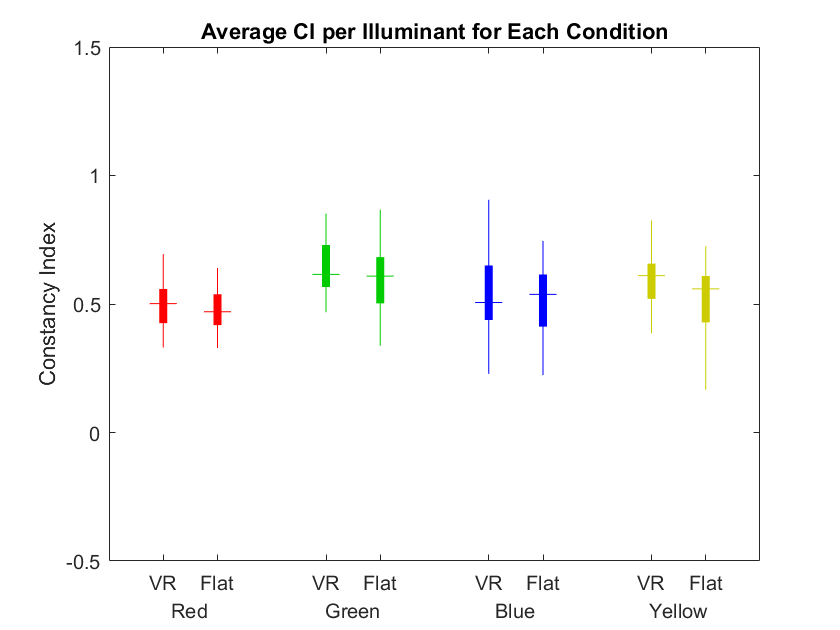 Average CI per Illuminant for Each Condition
1.5
1
0.5
0
-0.5
Constancy Index
VR Flat VR Flat VR Flat VR Flat
Red Green Blue Yellow